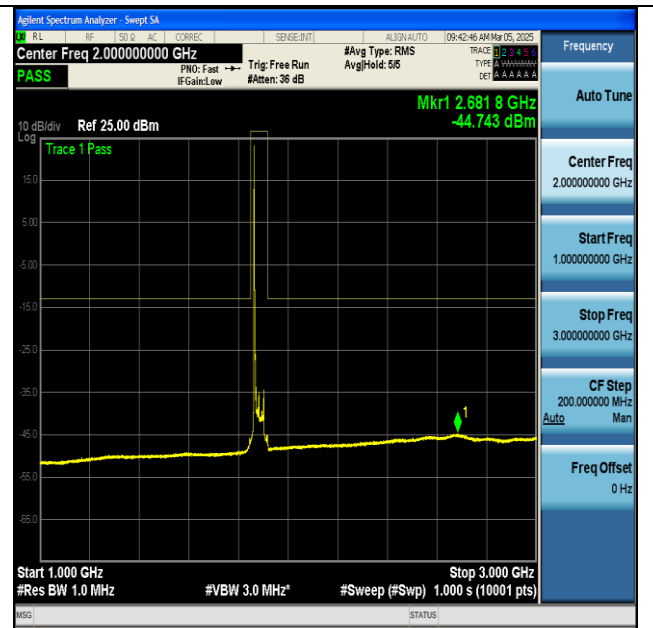 Agilent Spectrum Analyzer - Swept SA
RL RF 50 Ω AC CORREC SENSE:INT ALIGN AUTO 09:42:46 AM Mar 05, 2025
Center Freq 2.000000000 GHz #Avg Type: RMS TRACE 1 2 3 4 5 6
PNO: Fast Trig: Free Run Avg|Hold: 5/5 TYPE A
PASS IFGain:Low #Atten: 36 dB DET A A A A A A
Mkr1 2.681 8 GHz
10 dB/div Ref 25.00 dBm -44.743 dBm
Log
Trace 1 Pass
15.0
5.00
-5.00
-15.0
-25.0
-35.0
1
-45.0
-55.0
-65.0
Start 1.000 GHz Stop 3.000 GHz
#Res BW 1.0 MHz #VBW 3.0 MHz* #Sweep (#Swp) 1.000 s (10001 pts)
MSG STATUS
Frequency
Auto Tune
Center Freq
2.000000000 GHz
Start Freq
1.000000000 GHz
Stop Freq
3.000000000 GHz
CF Step
200.000000 MHz
Auto Man
Freq Offset
0 Hz